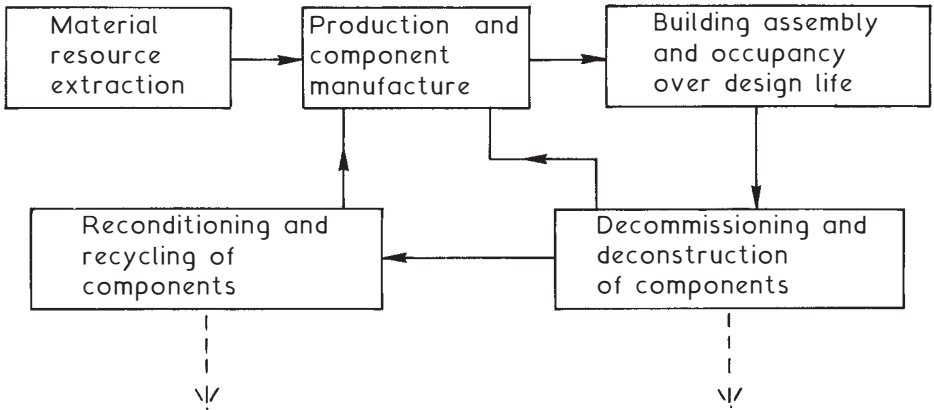 Material
resource
extraction
Production and
component
manufacture
Building assembly
and occupancy
over design life
Reconditioning and
recycling of
components
Decommissioning and
deconstruction
of components